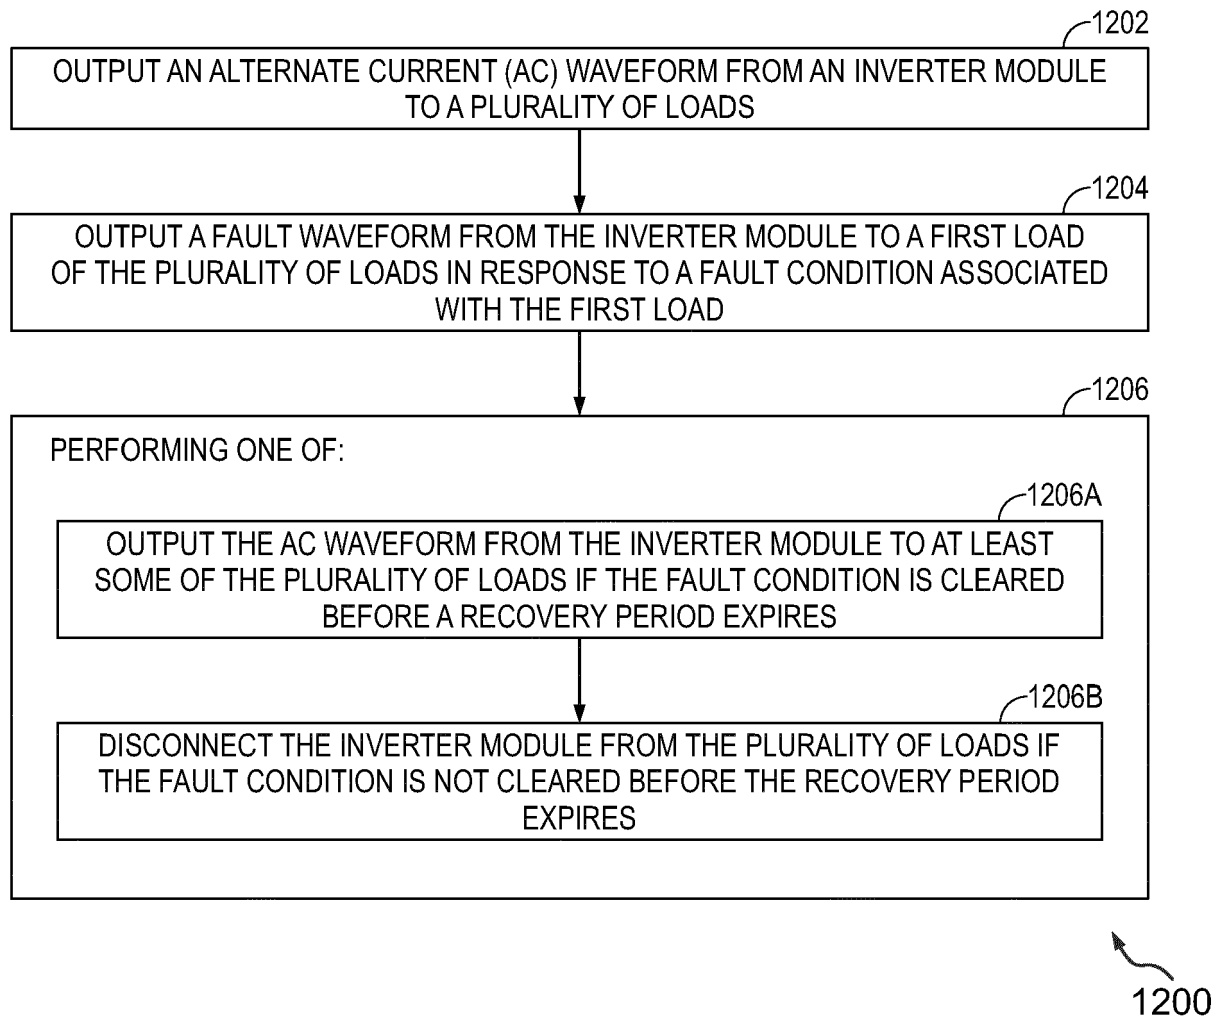 1202
OUTPUT AN ALTERNATE CURRENT (AC) WAVEFORM FROM AN INVERTER MODULE
TO A PLURALITY OF LOADS
1204
OUTPUT A FAULT WAVEFORM FROM THE INVERTER MODULE TO A FIRST LOAD
OF THE PLURALITY OF LOADS IN RESPONSE TO A FAULT CONDITION ASSOCIATED
WITH THE FIRST LOAD
1206
PERFORMING ONE OF:
1206A
OUTPUT THE AC WAVEFORM FROM THE INVERTER MODULE TO AT LEAST
SOME OF THE PLURALITY OF LOADS IF THE FAULT CONDITION IS CLEARED
BEFORE A RECOVERY PERIOD EXPIRES
1206B
DISCONNECT THE INVERTER MODULE FROM THE PLURALITY OF LOADS IF
THE FAULT CONDITION IS NOT CLEARED BEFORE THE RECOVERY PERIOD
EXPIRES
1200